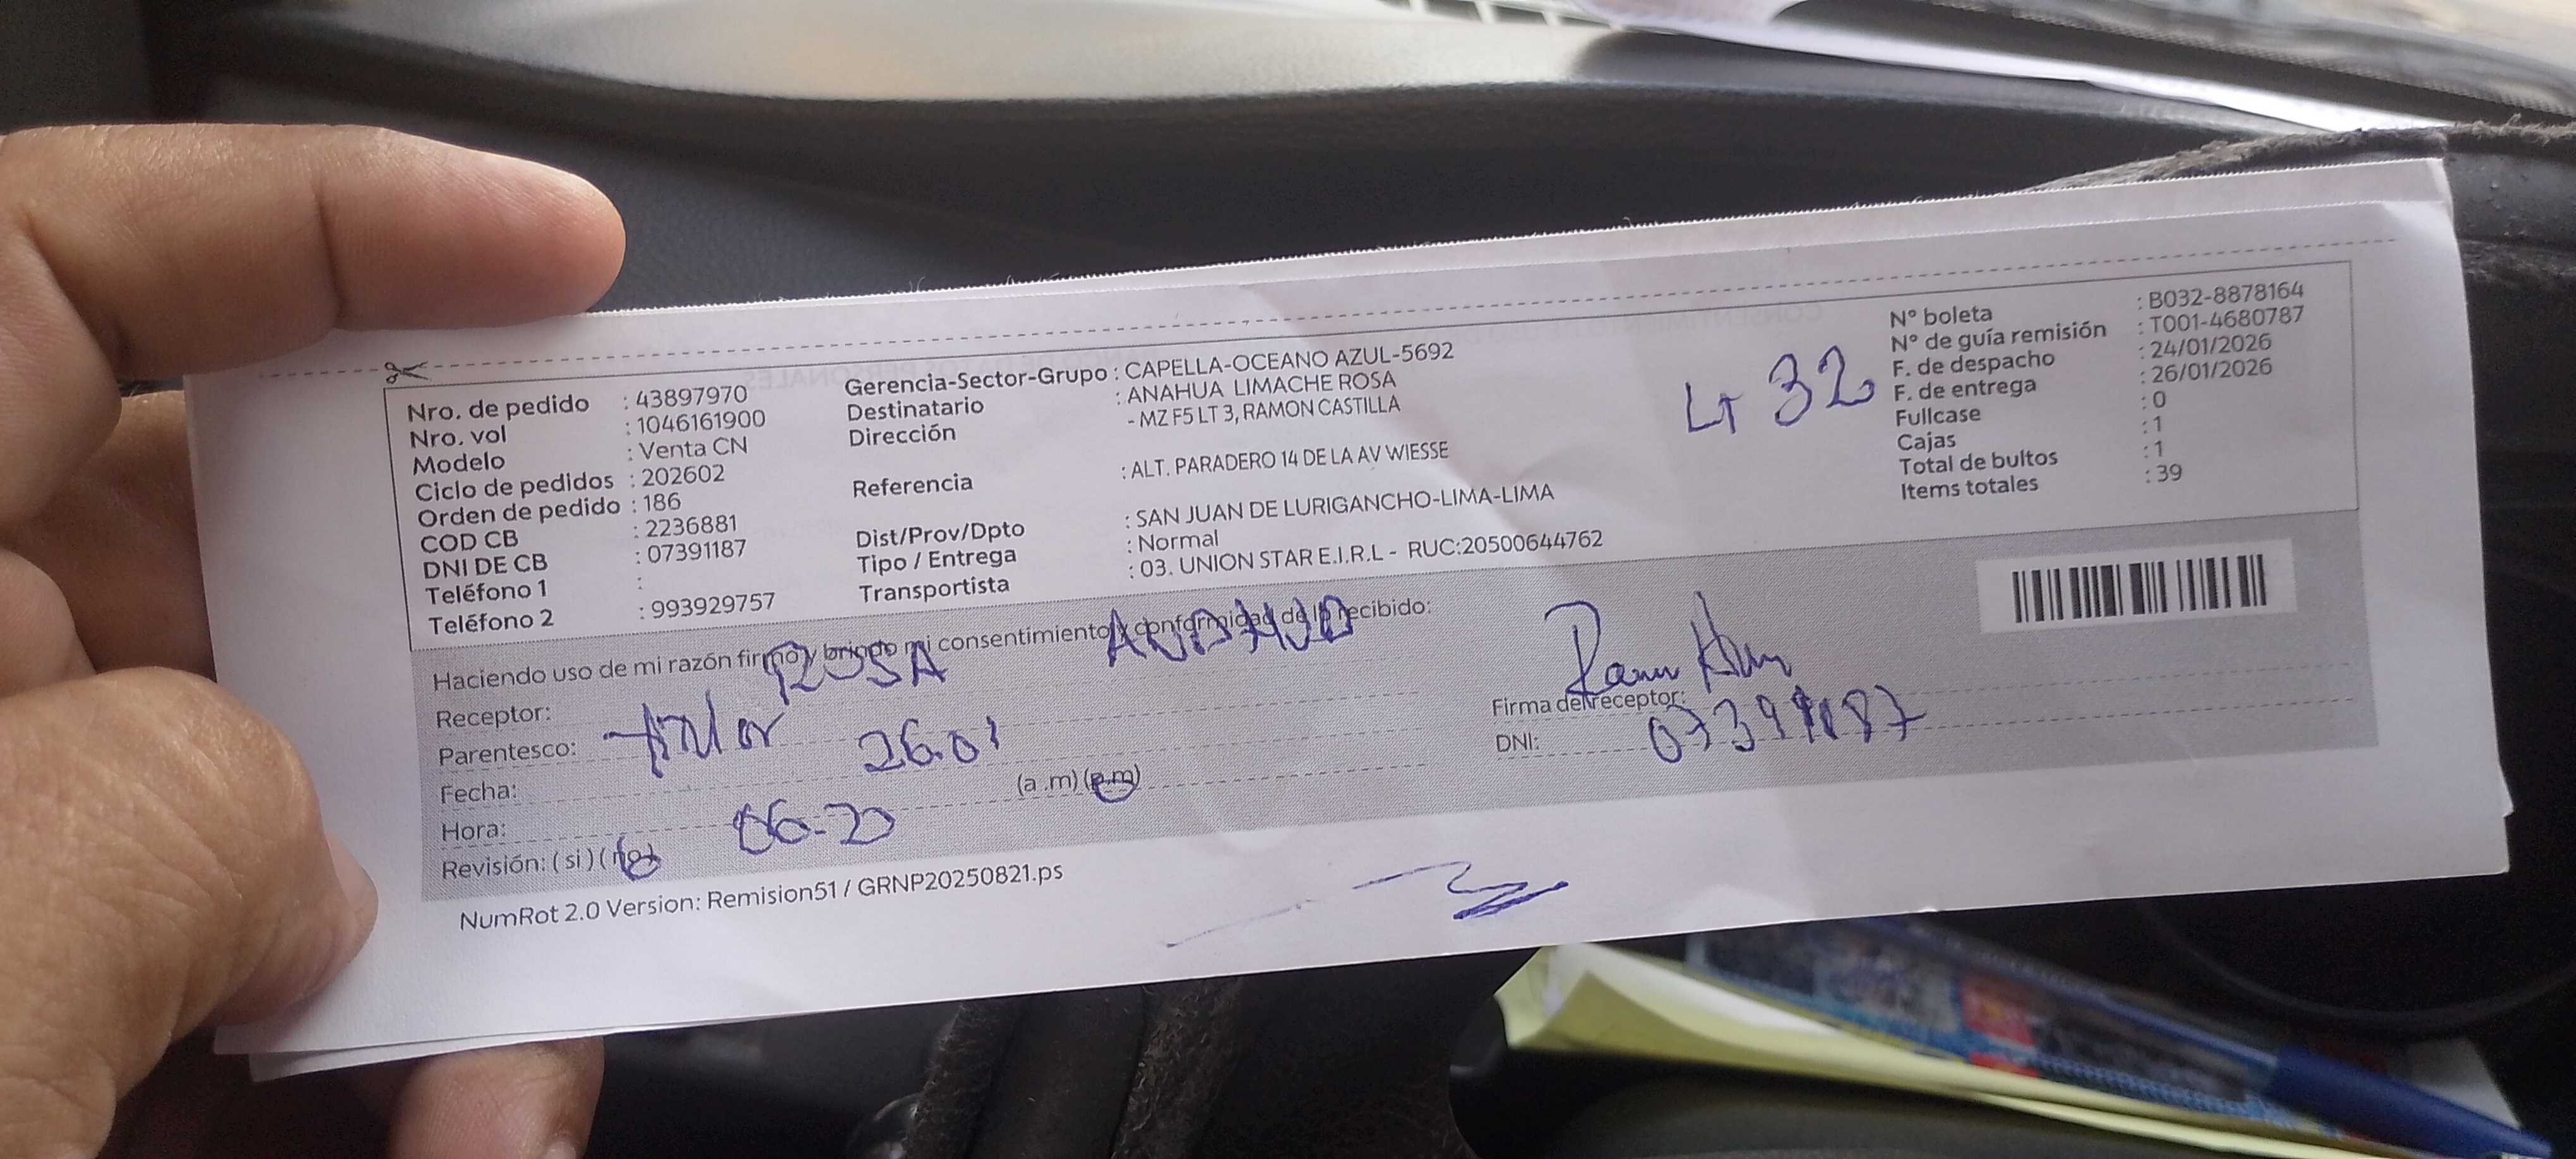 Nro. de pedido : 43897970
Nro. vol : 1046161900
Modelo : Venta CN
Ciclo de pedidos : 202602
Orden de pedido : 186
COD CB : 2236881
DNI DE CB : 07391187
Teléfono 1 :
Teléfono 2 : 993929757
Gerencia-Sector-Grupo : CAPELLA-OCEANO AZUL-5692
Destinatario : ANAHUA LIMACHE ROSA
Dirección - MZ F5 LT 3, RAMON CASTILLA
Referencia : ALT. PARADERO 14 DE LA AV WIESSE
Dist/Prov/Dpto : SAN JUAN DE LURIGANCHO-LIMA-LIMA
Tipo / Entrega : Normal
Transportista : 03. UNION STAR E.I.R.L - RUC:20500644762
LT 32
N° boleta : B032-8878164
N° de guía remisión : T001-4680787
F. de despacho : 24/01/2026
F. de entrega : 26/01/2026
Fullcase : 0
Cajas : 1
Total de bultos : 1
Items totales : 39
Haciendo uso de mi razón firmo y brindo mi consentimiento y conformidad de lo recibido:
Receptor: ROSA ANAHUA
Parentesco: titular
Fecha: 26.01
Hora: 06-20 (a .m) (p.m)
Revisión: ( si ) ( no )
Firma del receptor:
DNI: 07391187
NumRot 2.0 Version: Remision51 / GRNP20250821.ps